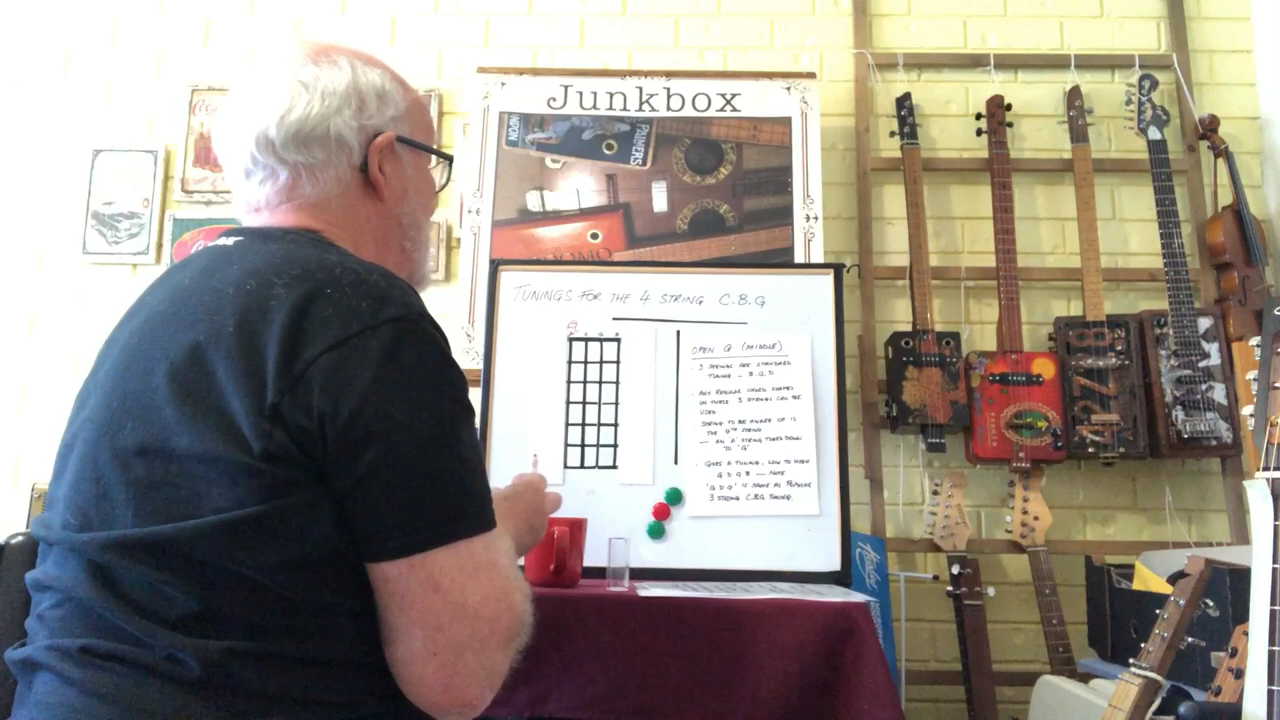 Junkbox
PALMERS
TUNINGS FOR THE 4 STRING C.B.G
G
OPEN G (MIDDLE)
· 3 STRINGS ARE STANDARD
TUNING - B.G.D
· ANY REGULAR CHORD SHAPES
ON THESE 3 STRINGS CAN BE
USED
· STRING TO BE AWARE OF IS
THE 4TH STRING
- AN 'A' STRING TUNED DOWN
TO 'G'
· GIVES A TUNING, LOW TO HIGH
G D G B - NOTE
'G D G' IS SAME AS POPULAR
3 STRING C.B.G TUNING.